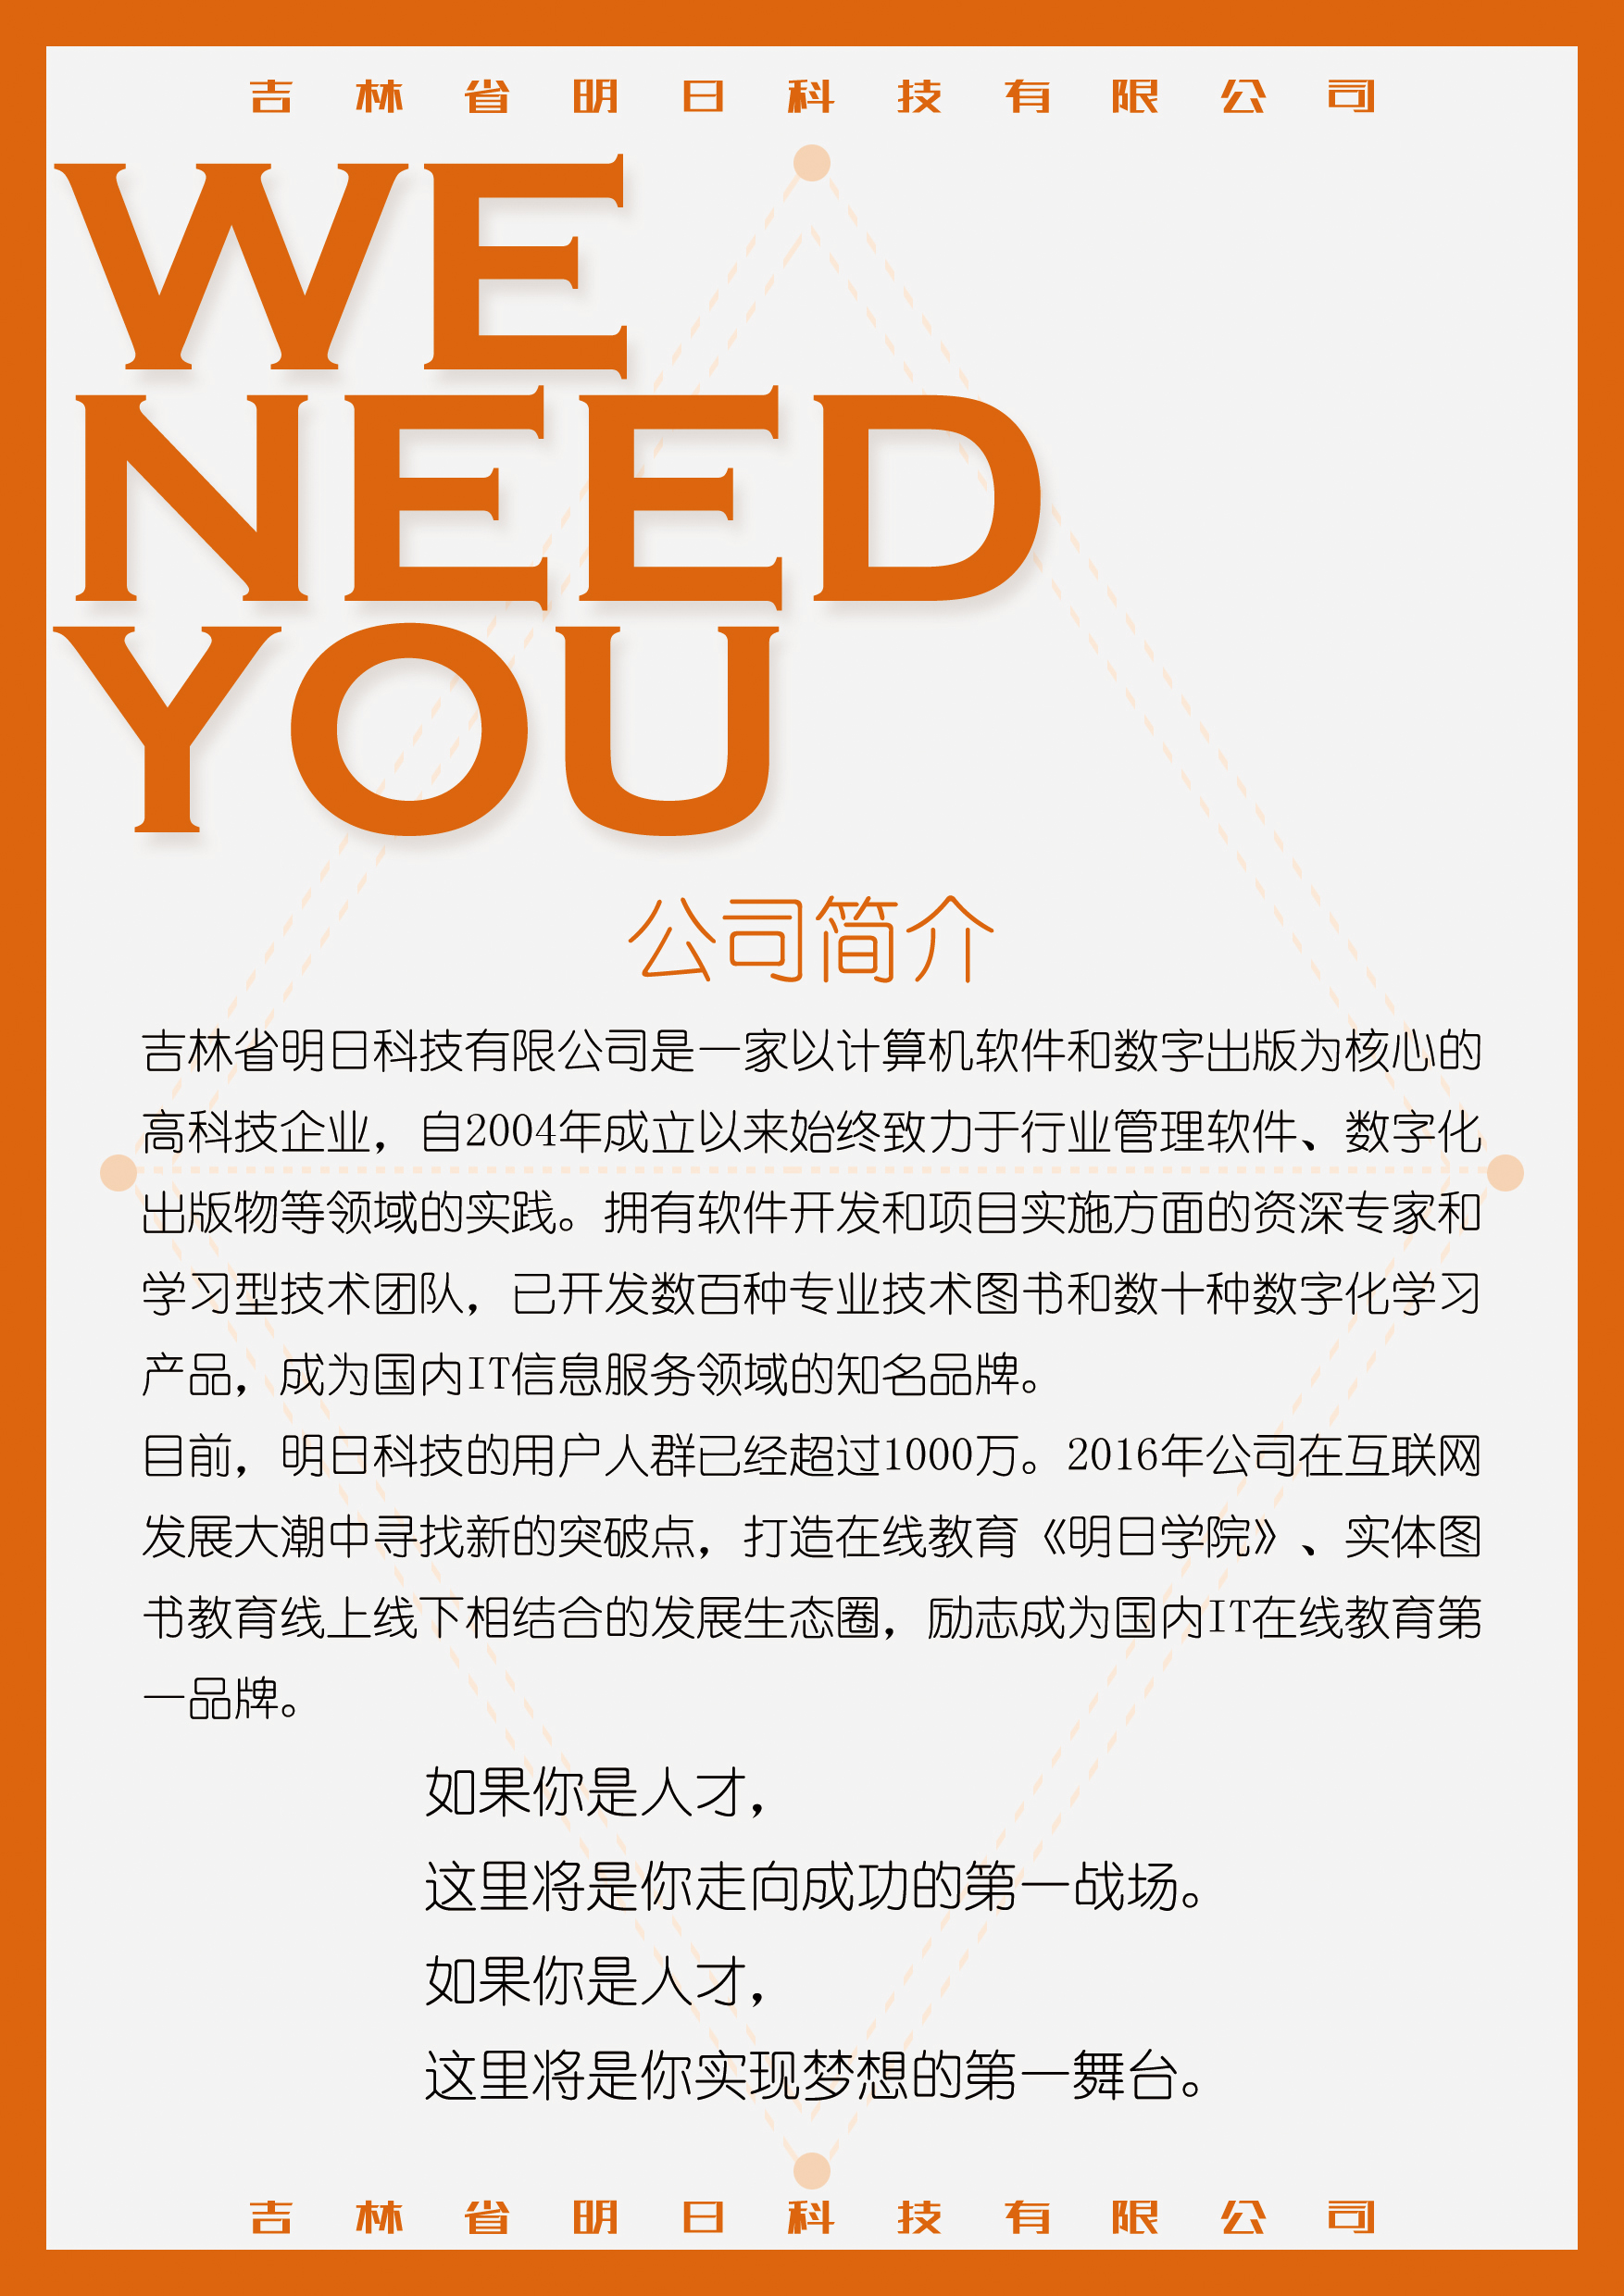 吉林省明日科技有限公司
WE
NEED
YOU
公司简介
吉林省明日科技有限公司是一家以计算机软件和数字出版为核心的
高科技企业，自2004年成立以来始终致力于行业管理软件、数字化
出版物等领域的实践。拥有软件开发和项目实施方面的资深专家和
学习型技术团队，已开发数百种专业技术图书和数十种数字化学习
产品，成为国内IT信息服务领域的知名品牌。
目前，明日科技的用户人群已经超过1000万。2016年公司在互联网
发展大潮中寻找新的突破点，打造在线教育《明日学院》、实体图
书教育线上线下相结合的发展生态圈，励志成为国内IT在线教育第
一品牌。
如果你是人才，
这里将是你走向成功的第一战场。
如果你是人才，
这里将是你实现梦想的第一舞台。
吉林省明日科技有限公司